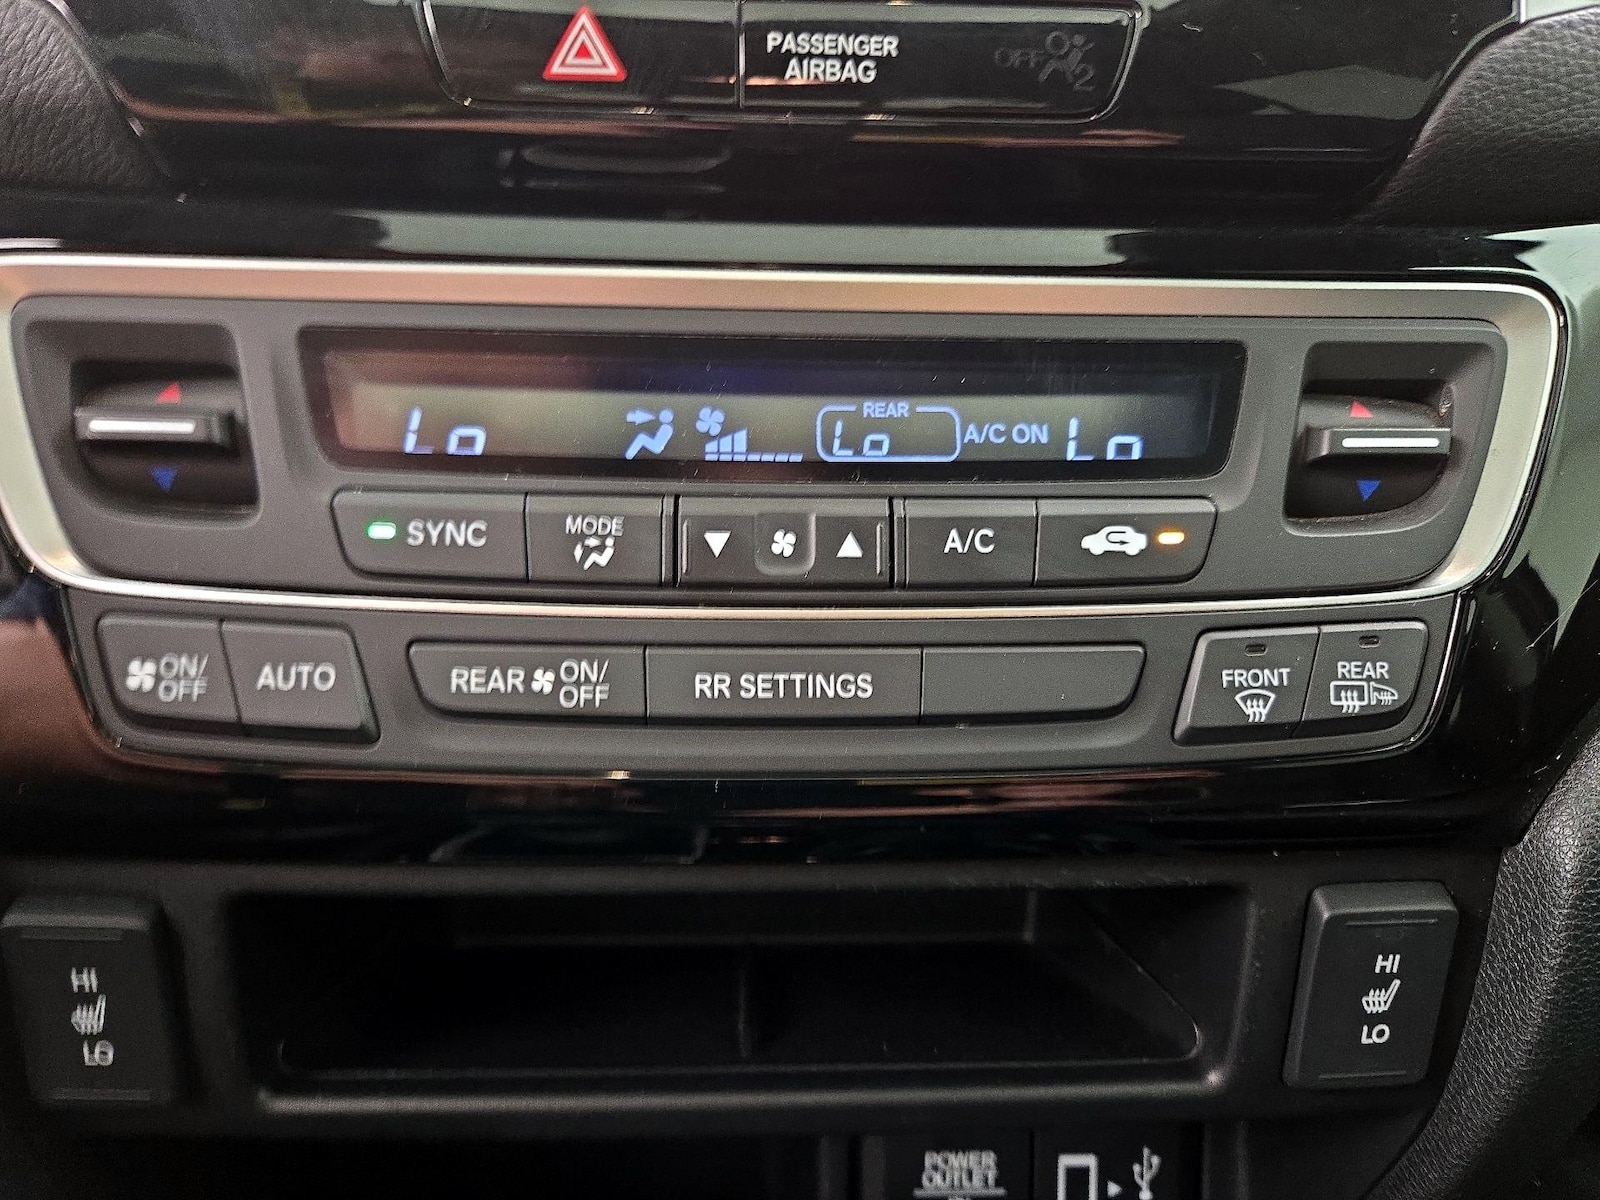 PASSENGER
AIRBAG
OFF
2
Lo
REAR
Lo
A/C ON
Lo
SYNC
MODE
A/C
ON/
OFF
AUTO
REAR
ON/
OFF
RR SETTINGS
FRONT
REAR
HI
LO
HI
LO
POWER
OUTLET